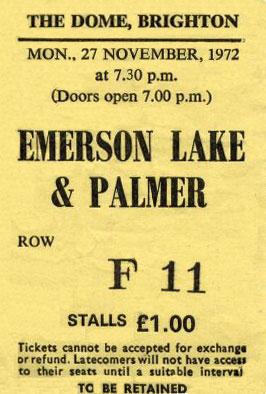 THE DOME, BRIGHTON
MON., 27 NOVEMBER, 1972
at 7.30 p.m.
(Doors open 7.00 p.m.)
EMERSON LAKE
& PALMER
ROW
F 11
STALLS £1.00
Tickets cannot be accepted for exchange
or refund. Latecomers will not have access
to their seats until a suitable interval
TO BE RETAINED